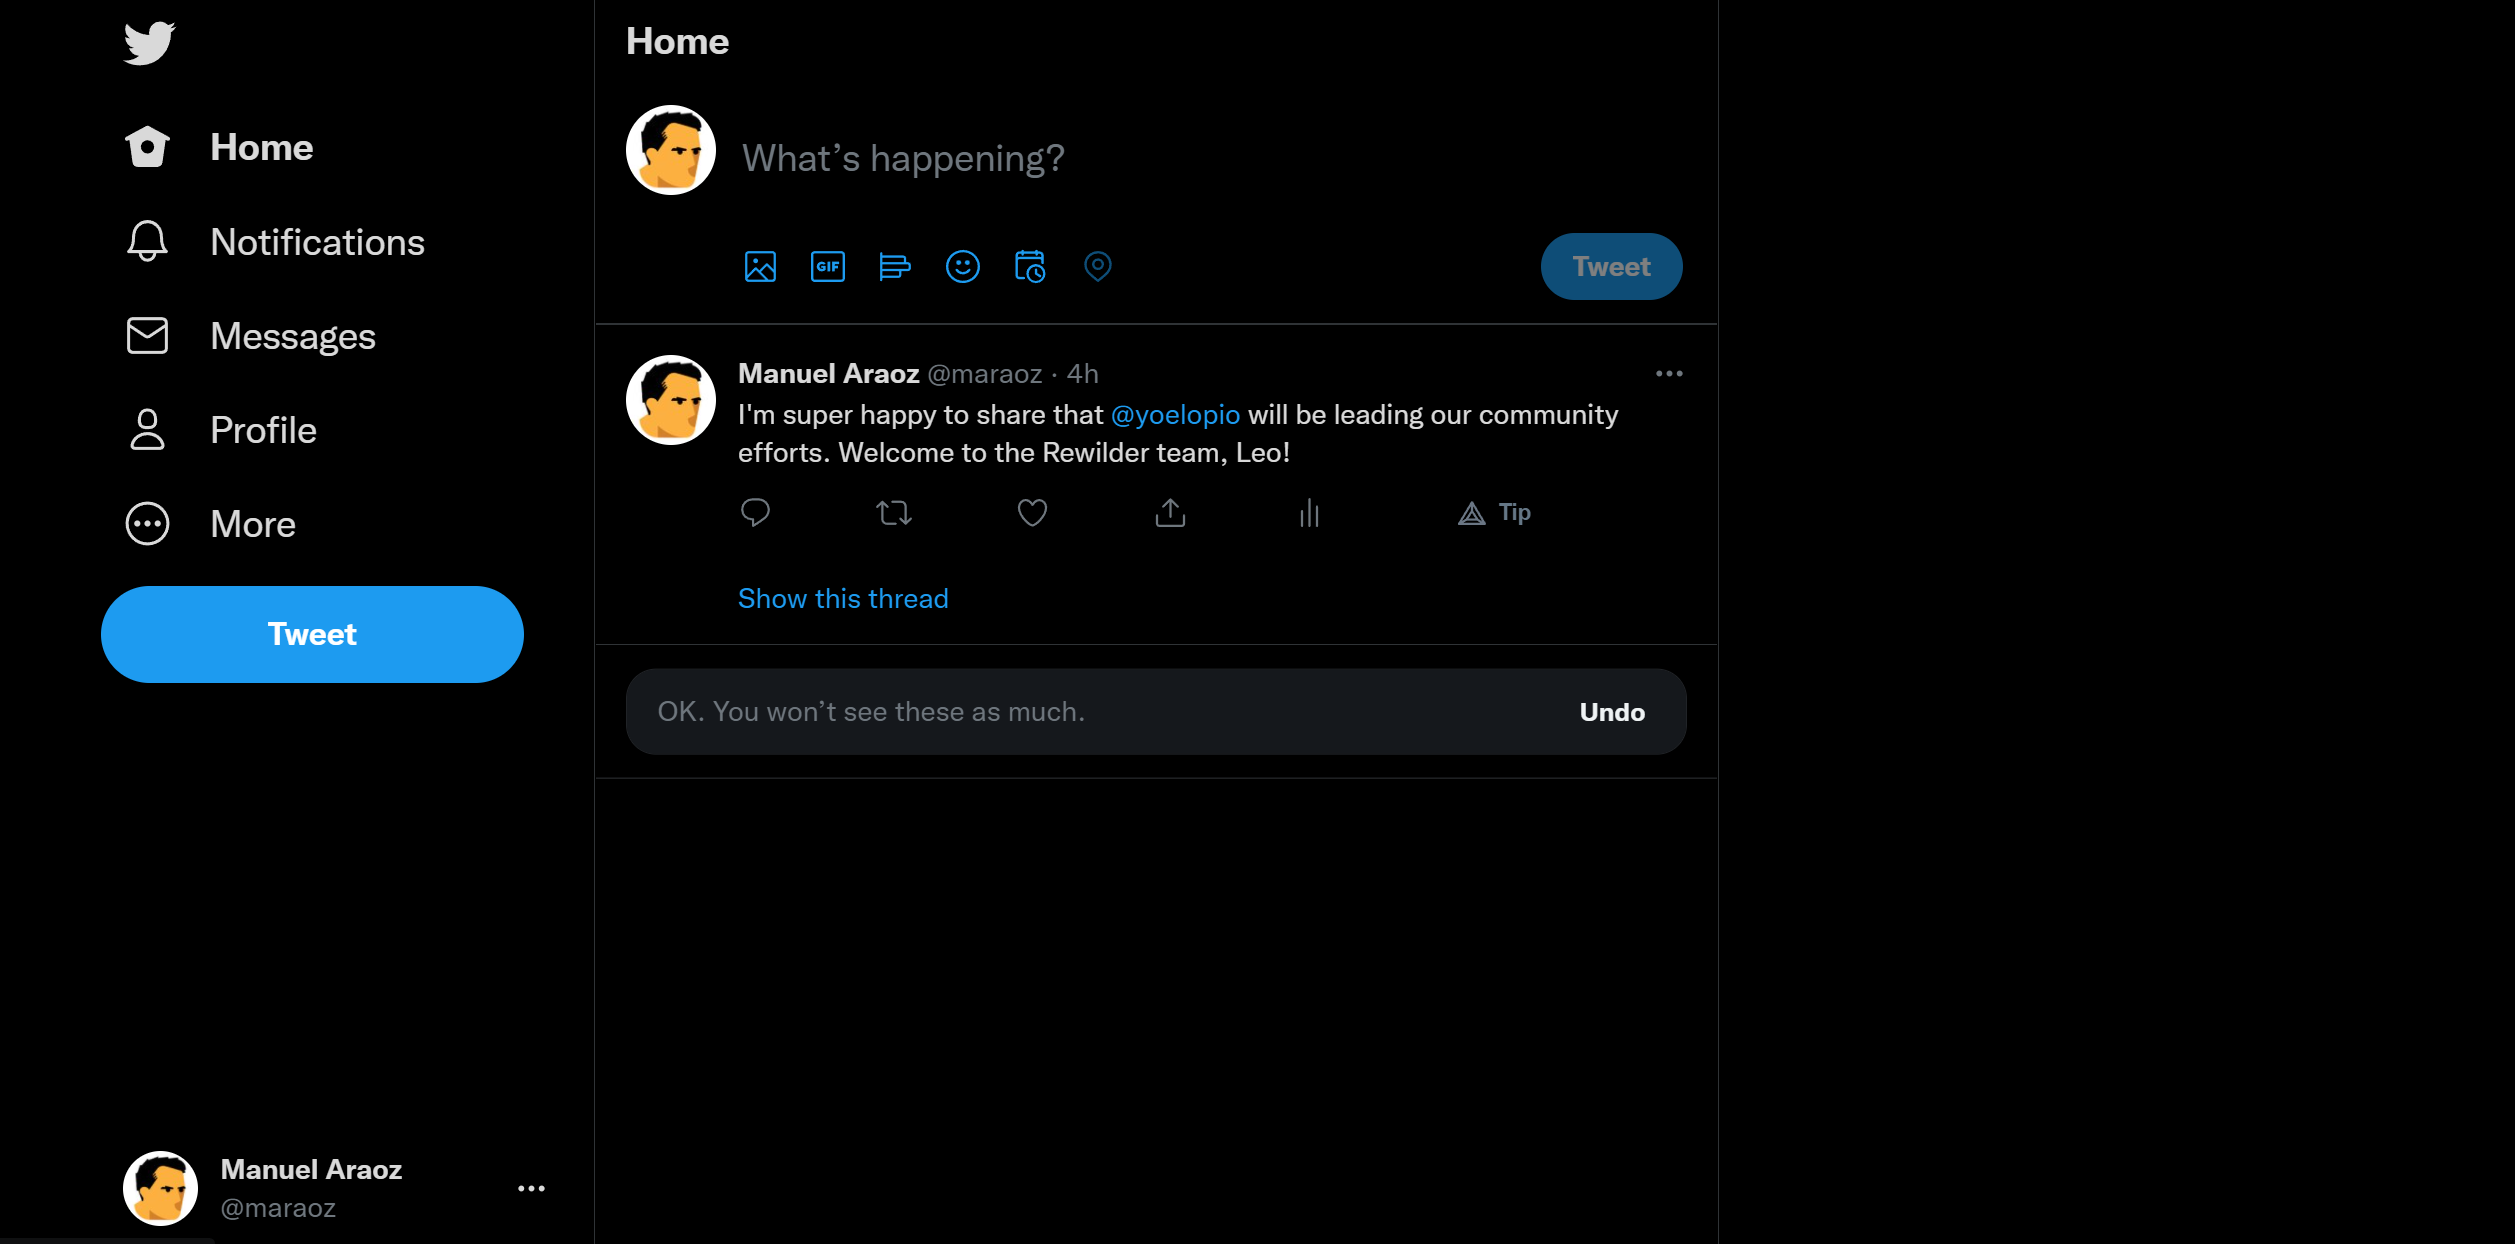 Home
Notifications
Messages
Profile
More
Tweet
Manuel Araoz
@maraoz
Home
What’s happening?
GIF
Tweet
Manuel Araoz @maraoz · 4h
I'm super happy to share that @yoelopio will be leading our community
efforts. Welcome to the Rewilder team, Leo!
Tip
Show this thread
OK. You won’t see these as much.
Undo